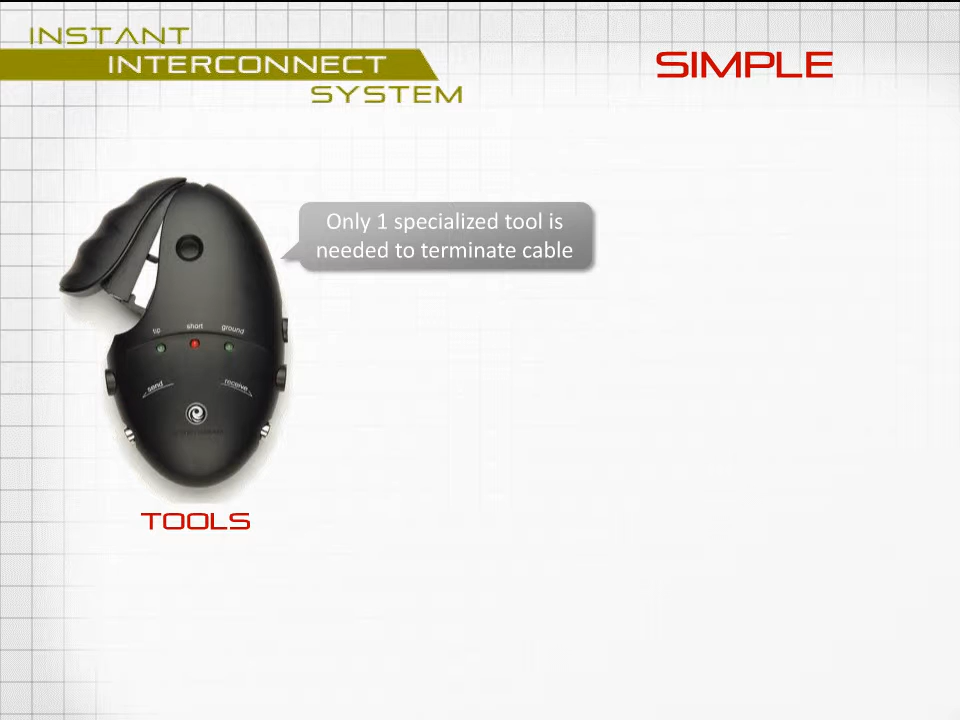 INSTANT
INTERCONNECT
SYSTEM
SIMPLE
Only 1 specialized tool is
needed to terminate cable
tip short ground
send receive
TOOLS